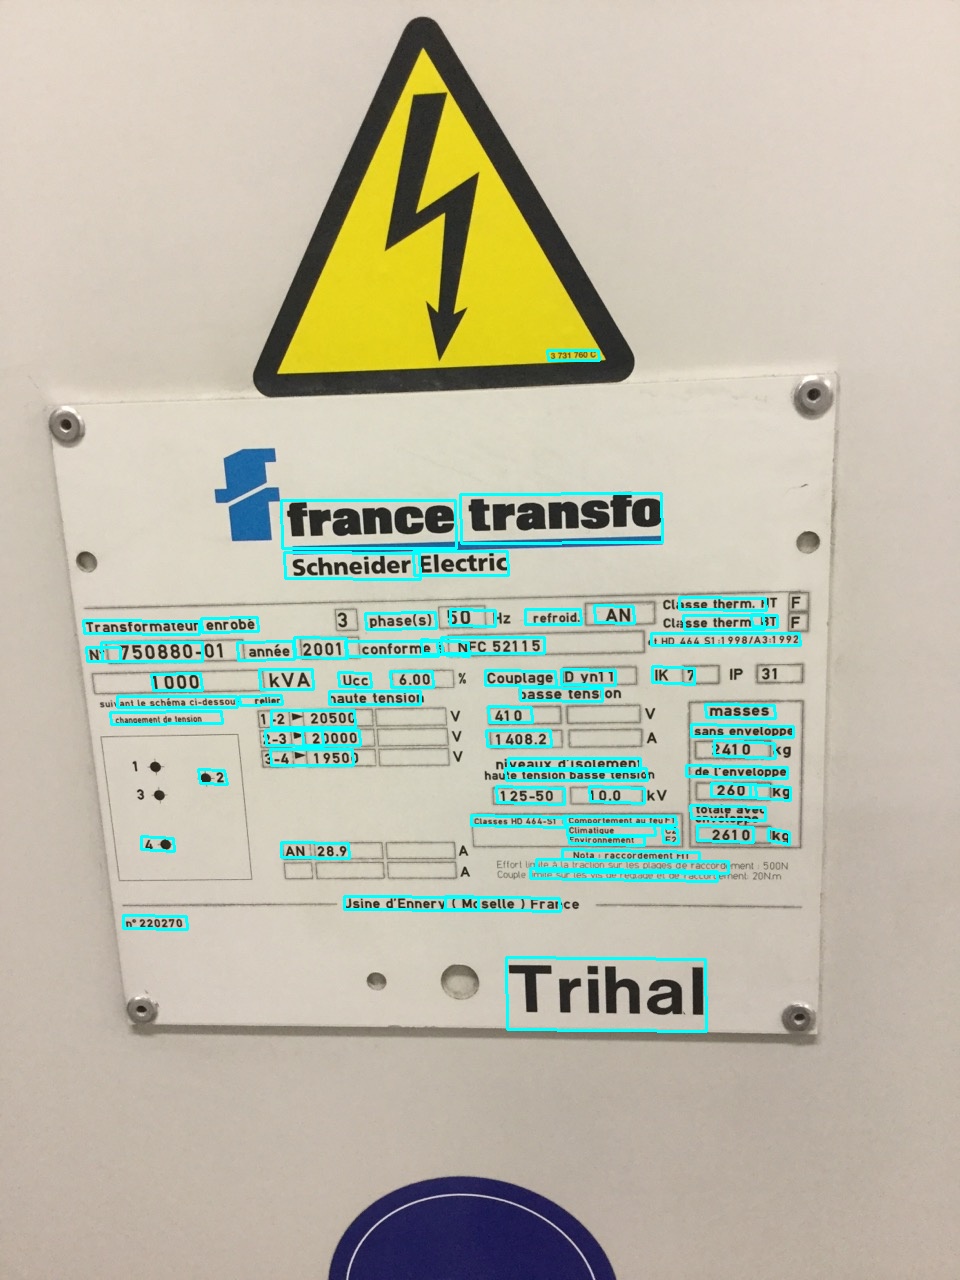 3 731 760 C
france transfo
Schneider Electric
Transformateur enrobé 3 phase(s) 50 Hz refroid. AN Classe therm. HT F
Classe therm BT F
N° 750880-01 année 2001 conforme NFC 52115 HD 464 S1:1998/A3:1992
1000 kVA Ucc 6.00 % Couplage D yn11 IK 7 IP 31
suivant le schéma ci-dessou relier haute tension basse tension
changement de tension 1-2 20500 V 410 V masses
2-3 20000 V 1408.2 A sans enveloppe
3-4 19500 V 2410 kg
1 2 3 4
niveaux d'isolement
haute tension basse tension
125-50 10.0 kV
de l'enveloppe
260 kg
totale avec
enveloppe
2610 kg
Classes HD 464-S1 Comportement au feu F1
Climatique C2
Environnement E2
AN 28.9 A
A
Nota : raccordement HT
Effort limite à la traction sur les plages de raccordement : 500N
Couple limite sur les vis de réglage et de raccordement: 20N.m
Usine d'Ennery ( Moselle ) France
n° 220270
Trihal